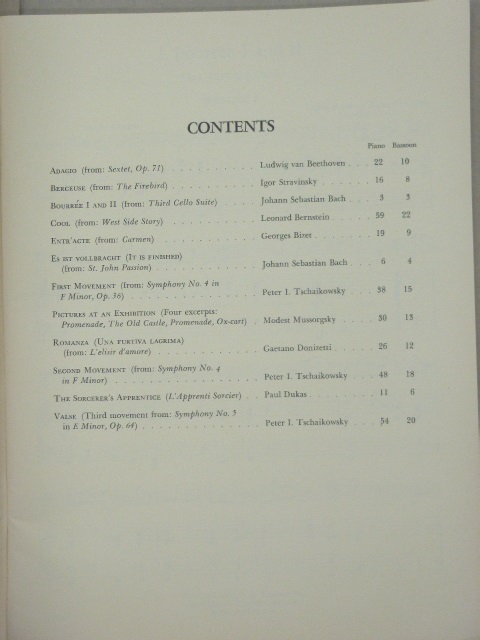 CONTENTS
Piano Bassoon
ADAGIO (from: Sextet, Op. 71) . . . . . . . . . . Ludwig van Beethoven . . . 22 10
BERCEUSE (from: The Firebird) . . . . . . . . . . Igor Stravinsky . . . . . . 16 8
BOURRÉE I AND II (from: Third Cello Suite) . . . . Johann Sebastian Bach . . . 3 3
COOL (from: West Side Story) . . . . . . . . . . Leonard Bernstein . . . . 59 22
ENTR'ACTE (from: Carmen) . . . . . . . . . . Georges Bizet . . . . . . 19 9
ES IST VOLLBRACHT (IT IS FINISHED)
(from: St. John Passion) . . . . . . . . . . Johann Sebastian Bach . . . 6 4
FIRST MOVEMENT (from: Symphony No. 4 in
F Minor, Op. 36) . . . . . . . . . . Peter I. Tschaikowsky . . . 38 15
PICTURES AT AN EXHIBITION (Four excerpts:
Promenade, The Old Castle, Promenade, Ox-cart) . Modest Mussorgsky . . . . 30 13
ROMANZA (UNA FURTIVA LAGRIMA)
(from: L'elisir d'amore) . . . . . . . . . . Gaetano Donizetti . . . . 26 12
SECOND MOVEMENT (from: Symphony No. 4
in F Minor) . . . . . . . . . . Peter I. Tschaikowsky . . . 48 18
THE SORCERER'S APPRENTICE (L'Apprenti Sorcier) . . Paul Dukas . . . . . . . 11 6
VALSE (Third movement from: Symphony No. 5
in E Minor, Op. 64) . . . . . . . . . . Peter I. Tschaikowsky . . . 54 20